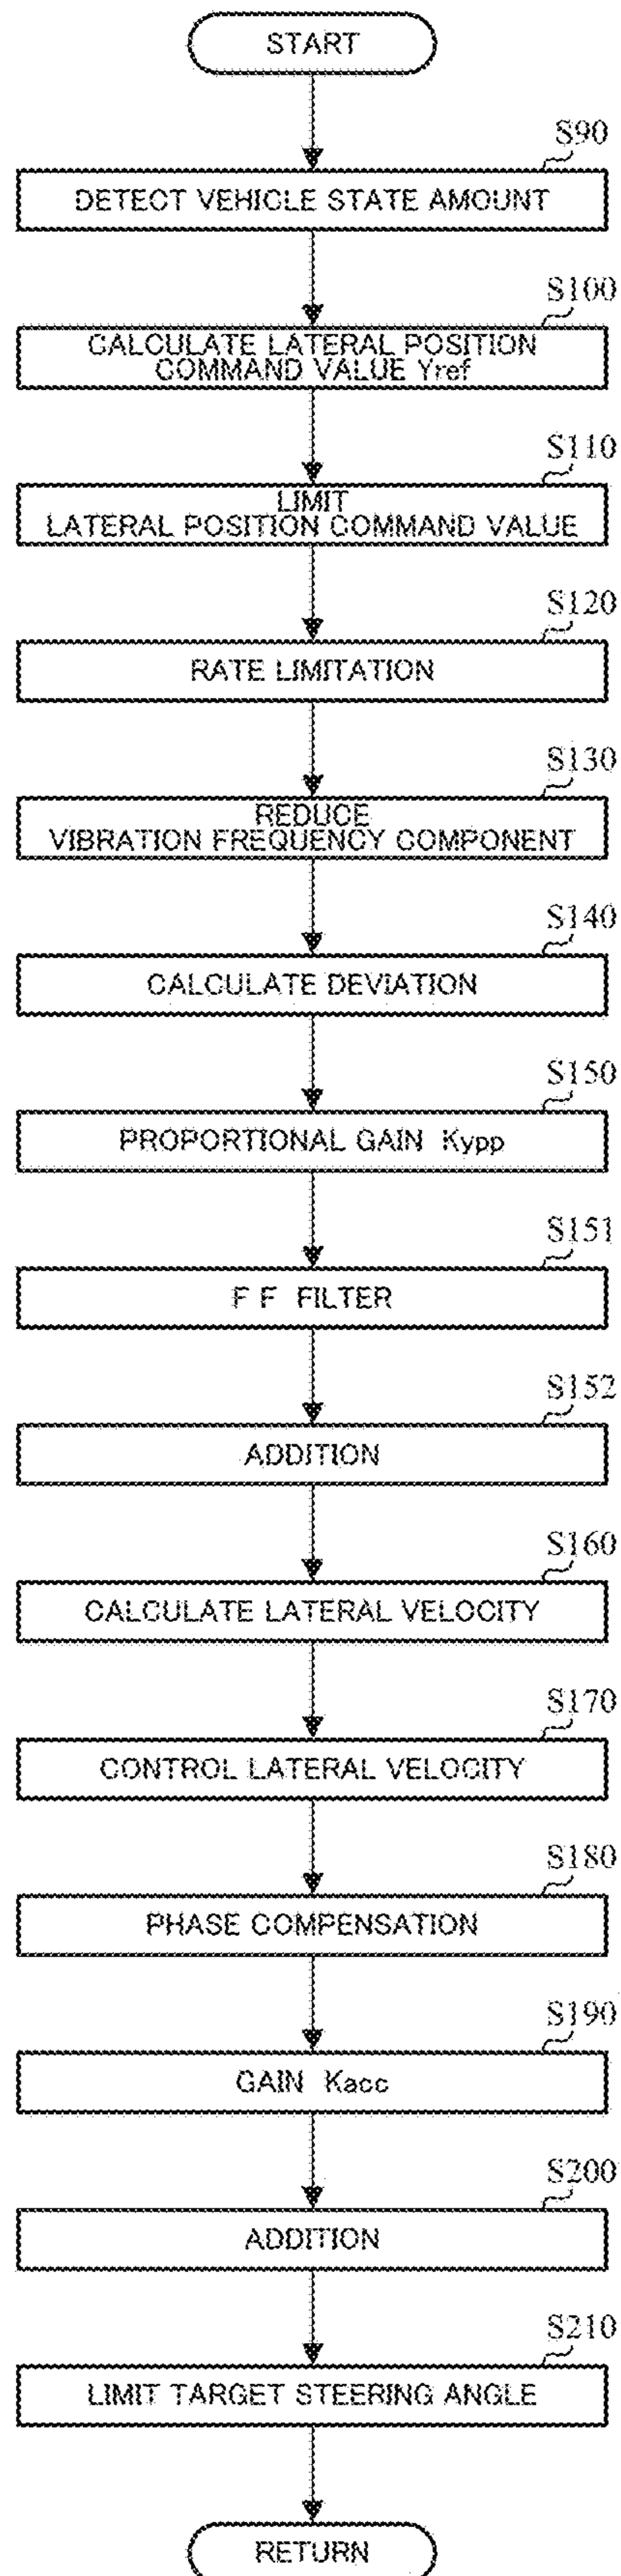 START
S90
DETECT VEHICLE STATE AMOUNT
S100
CALCULATE LATERAL POSITION
COMMAND VALUE Yref
S110
LIMIT
LATERAL POSITION COMMAND VALUE
S120
RATE LIMITATION
S130
REDUCE
VIBRATION FREQUENCY COMPONENT
S140
CALCULATE DEVIATION
S150
PROPORTIONAL GAIN Kypp
S151
F F FILTER
S152
ADDITION
S160
CALCULATE LATERAL VELOCITY
S170
CONTROL LATERAL VELOCITY
S180
PHASE COMPENSATION
S190
GAIN Kacc
S200
ADDITION
S210
LIMIT TARGET STEERING ANGLE
RETURN